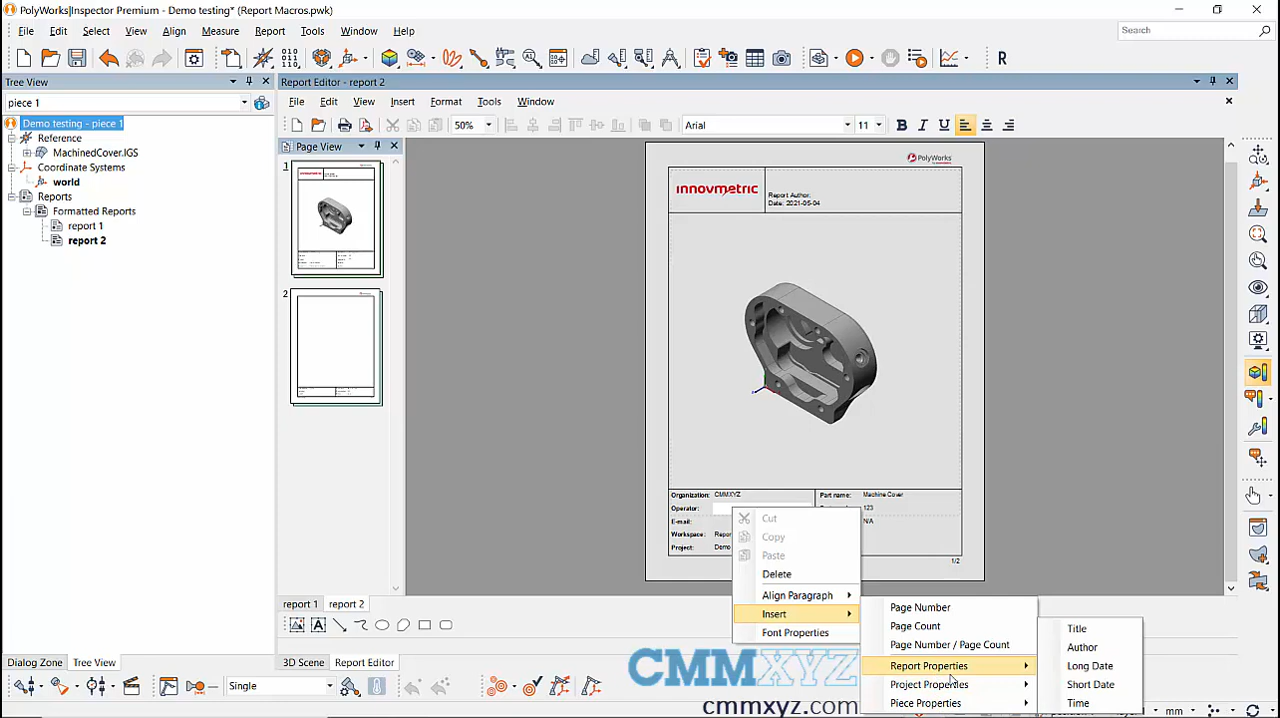 PolyWorks|Inspector Premium - Demo testing* (Report Macros.pwk)
File Edit Select View Align Measure Report Tools Window Help
Search
R
Tree View
Report Editor - report 2
piece 1
File Edit View Insert Format Tools Window
50%
Arial
11
B I U
Demo testing - piece 1
Reference
MachinedCover.IGS
Coordinate Systems
world
Reports
Formatted Reports
report 1
report 2
Page View
1
2
PolyWorks
innovmetric
Report Author:
Date: 2021-05-04
Organization: CMMXYZ
Part name: Machine Cover
Operator:
123
E-mail:
N/A
Workspace: Repor
Project: Demo
1/2
Cut
Copy
Paste
Delete
Align Paragraph
Insert
Font Properties
Page Number
Page Count
Page Number / Page Count
Report Properties
Project Properties
Piece Properties
Title
Author
Long Date
Short Date
Time
report 1 report 2
A
Dialog Zone Tree View
3D Scene Report Editor
CMMXYZ
cmmxyz.com
Single
mm